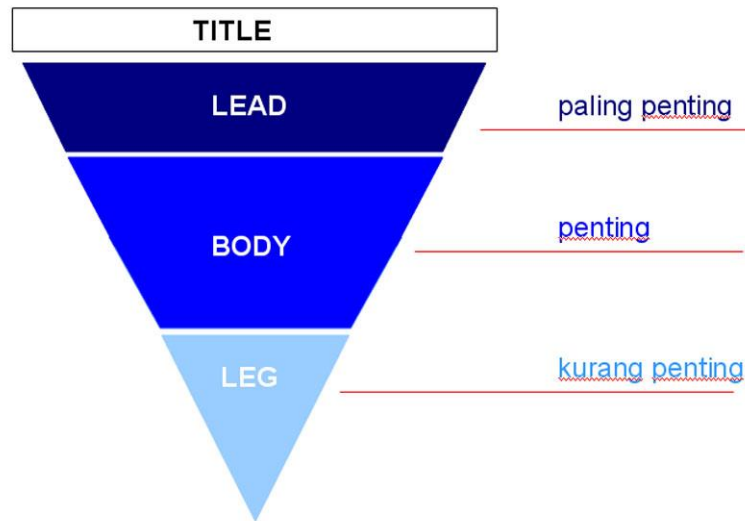 TITLE
LEAD
paling penting
BODY
penting
LEG
kurang penting